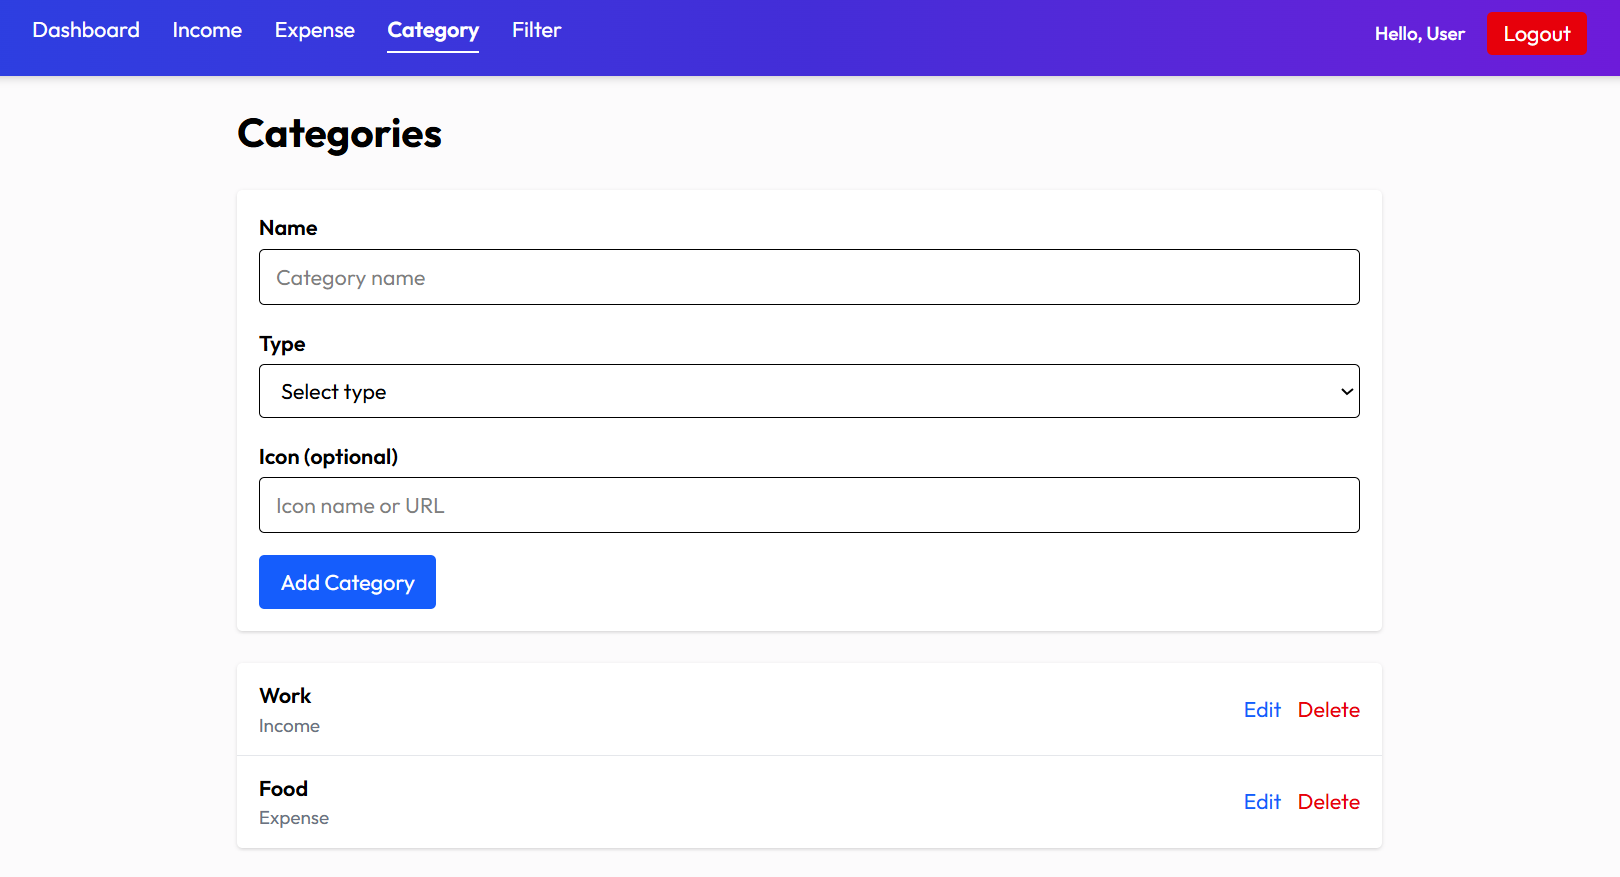 Dashboard Income Expense Category Filter Hello, User Logout
Categories
Name
Category name
Type
Select type
Icon (optional)
Icon name or URL
Add Category
Work
Income
Edit Delete
Food
Expense
Edit Delete